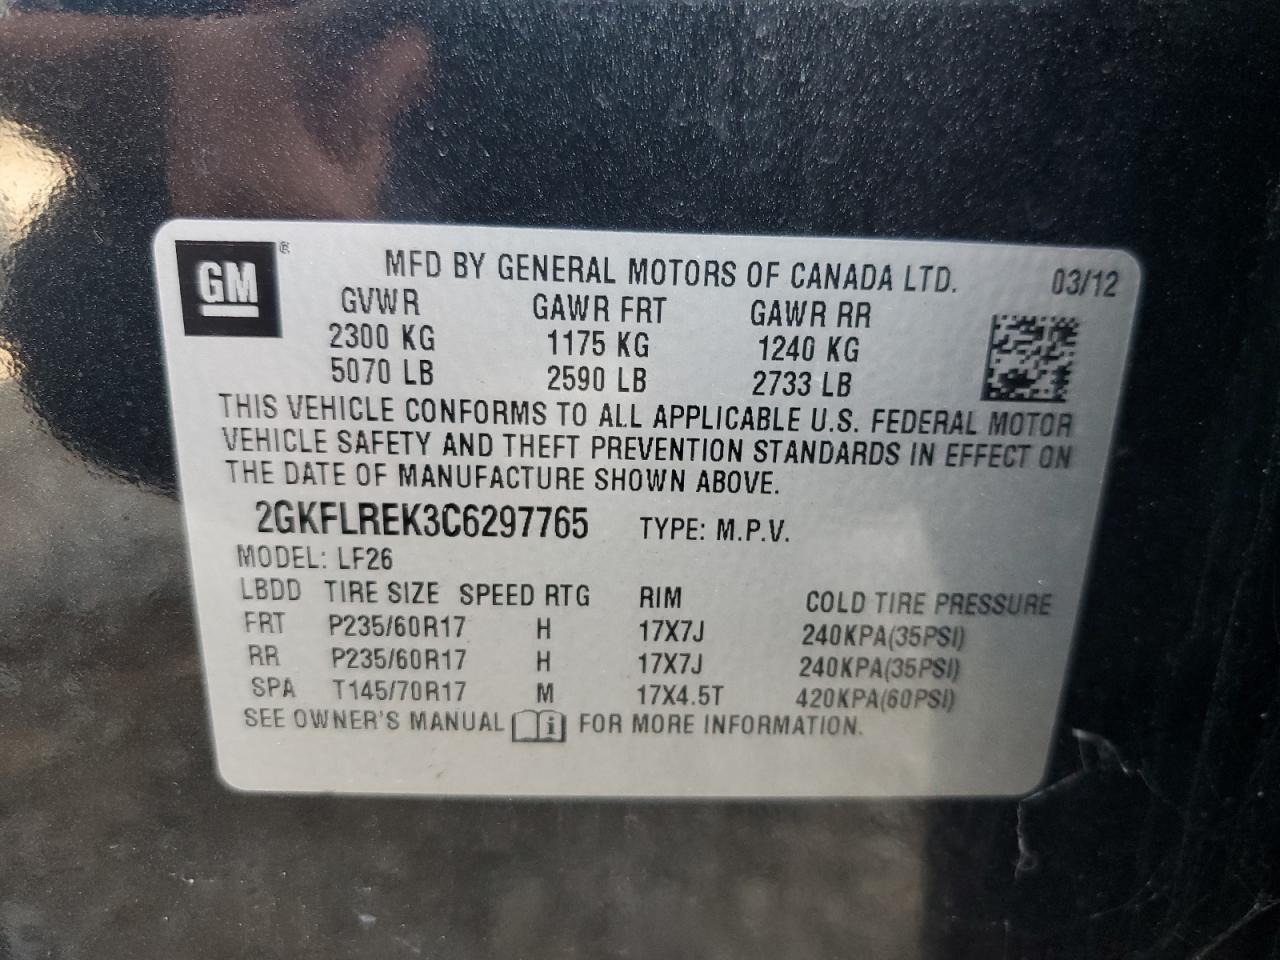 GM ® MFD BY GENERAL MOTORS OF CANADA LTD. 03/12
GVWR GAWR FRT GAWR RR
2300 KG 1175 KG 1240 KG
5070 LB 2590 LB 2733 LB
THIS VEHICLE CONFORMS TO ALL APPLICABLE U.S. FEDERAL MOTOR
VEHICLE SAFETY AND THEFT PREVENTION STANDARDS IN EFFECT ON
THE DATE OF MANUFACTURE SHOWN ABOVE.
2GKFLREK3C6297765 TYPE: M.P.V.
MODEL: LF26
LBDD TIRE SIZE SPEED RTG RIM COLD TIRE PRESSURE
FRT P235/60R17 H 17X7J 240KPA(35PSI)
RR P235/60R17 H 17X7J 240KPA(35PSI)
SPA T145/70R17 M 17X4.5T 420KPA(60PSI)
SEE OWNER'S MANUAL i FOR MORE INFORMATION.